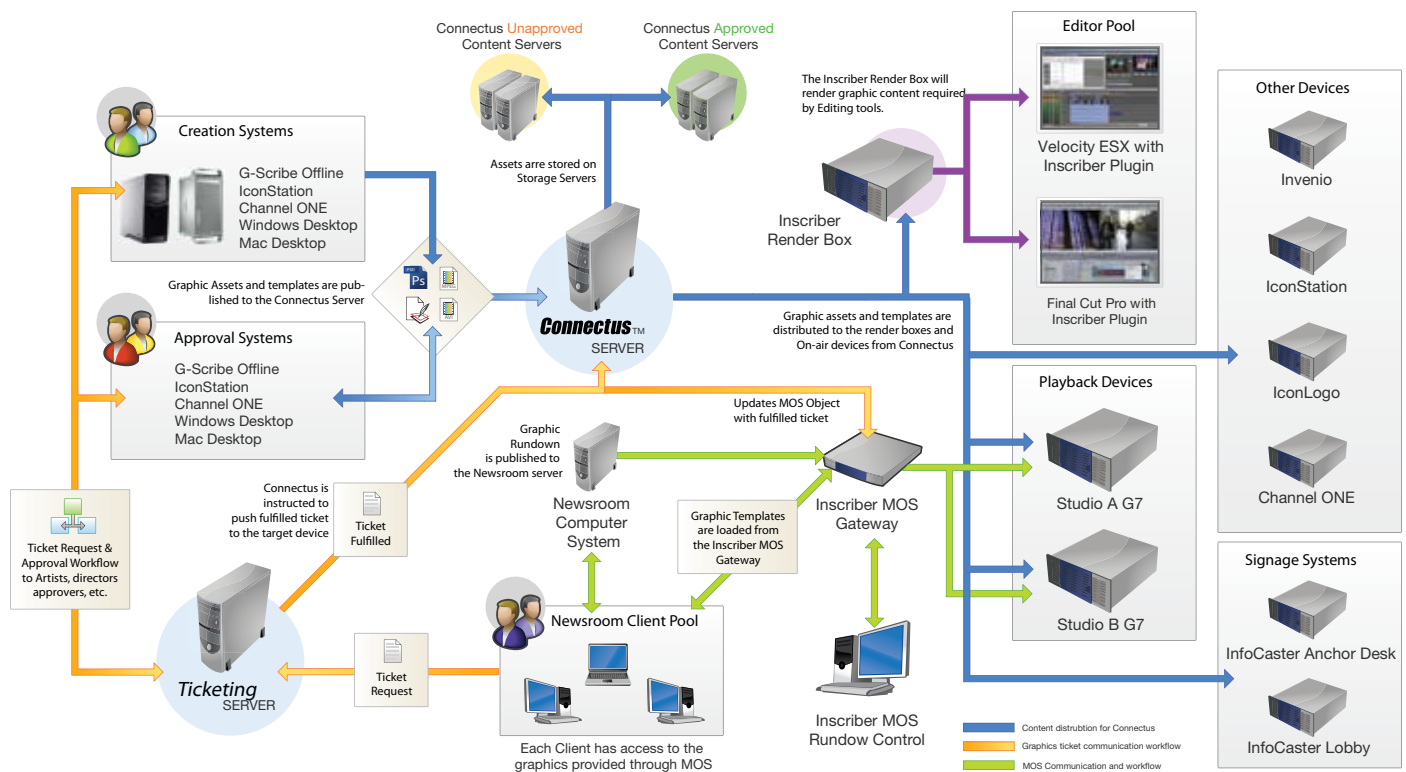 Connectus Unapproved
Content Servers
Connectus Approved
Content Servers
Assets arre stored on
Storage Servers
Creation Systems
G-Scribe Offline
IconStation
Channel ONE
Windows Desktop
Mac Desktop
Graphic Assets and templates are pub-
lished to the Connectus Server
PSD
Ps
MPEG
AVI
Approval Systems
G-Scribe Offline
IconStation
Channel ONE
Windows Desktop
Mac Desktop
Connectus TM
SERVER
The Inscriber Render Box will
render graphic content required
by Editing tools.
Inscriber
Render Box
Graphic assets and templates are
distributed to the render boxes and
On-air devices from Connectus
Editor Pool
Velocity ESX with
Inscriber Plugin
Final Cut Pro with
Inscriber Plugin
Other Devices
Invenio
IconStation
IconLogo
Channel ONE
Playback Devices
Studio A G7
Studio B G7
Signage Systems
InfoCaster Anchor Desk
InfoCaster Lobby
Updates MOS Object
with fulfilled ticket
Graphic
Rundown
is published to
the Newsroom server
Newsroom
Computer
System
Inscriber MOS
Gateway
Graphic Templates
are loaded from
the Inscriber MOS
Gateway
Connectus is
instructed to
push fulfilled ticket
to the target device
Ticket
Fulfilled
Ticket Request &
Approval Workflow
to Artists, directors
approvers, etc.
Ticketing
SERVER
Ticket
Request
Newsroom Client Pool
Each Client has access to the
graphics provided through MOS
Inscriber MOS
Rundow Control
Content distrubtion for Connectus
Graphics ticket communication workflow
MOS Communication and workflow